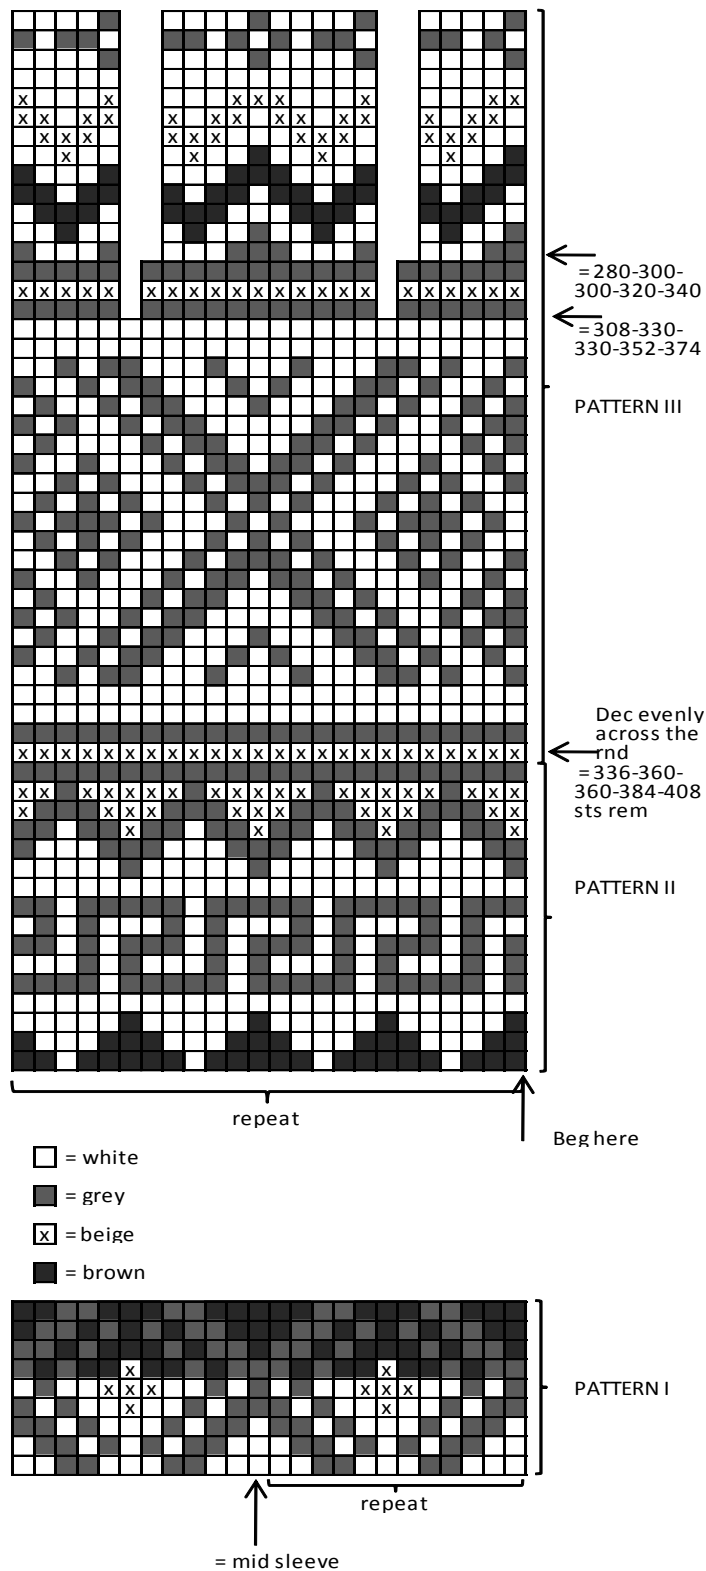 =280-300-
300-320-340
=308-330-
330-352-374
PATTERN III
Dec evenly
across the
rnd
=336-360-
360-384-408
sts rem
PATTERN II
repeat
Beg here
= white
= grey
x = beige
= brown
PATTERN I
repeat
= mid sleeve